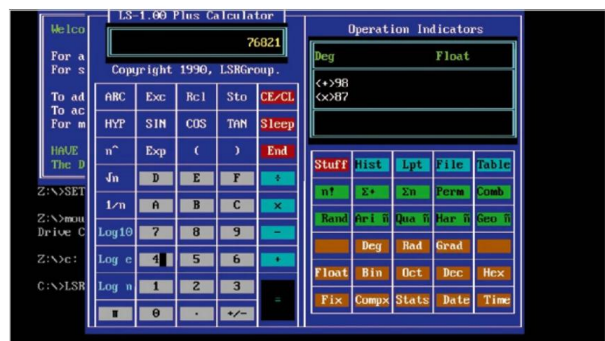 Welco
LS-1.00 Plus Calculator
76821
Copyright 1990, LSRGroup.
For a
For s
To ad
To ac
For m
HAVE
The D
Z:\>SET
Z:\>mou
Drive C
Z:\>c:
C:\>LSR
ARC Exc Rcl Sto CE/CL
HYP SIN COS TAN Sleep
n^ Exp ( ) End
√n D E F ÷
1/n A B C ×
Log10 7 8 9 -
Log e 4 5 6 +
Log n 1 2 3 =
π 0 . +/-
Operation Indicators
Deg Float
<+>98
<x>87
Stuff Hist Lpt File Table
n! Σ+ Σn Perm Comb
Rand Ari ñ Qua ñ Har ñ Geo ñ
Deg Rad Grad
Float Bin Oct Dec Hex
Fix Compx Stats Date Time